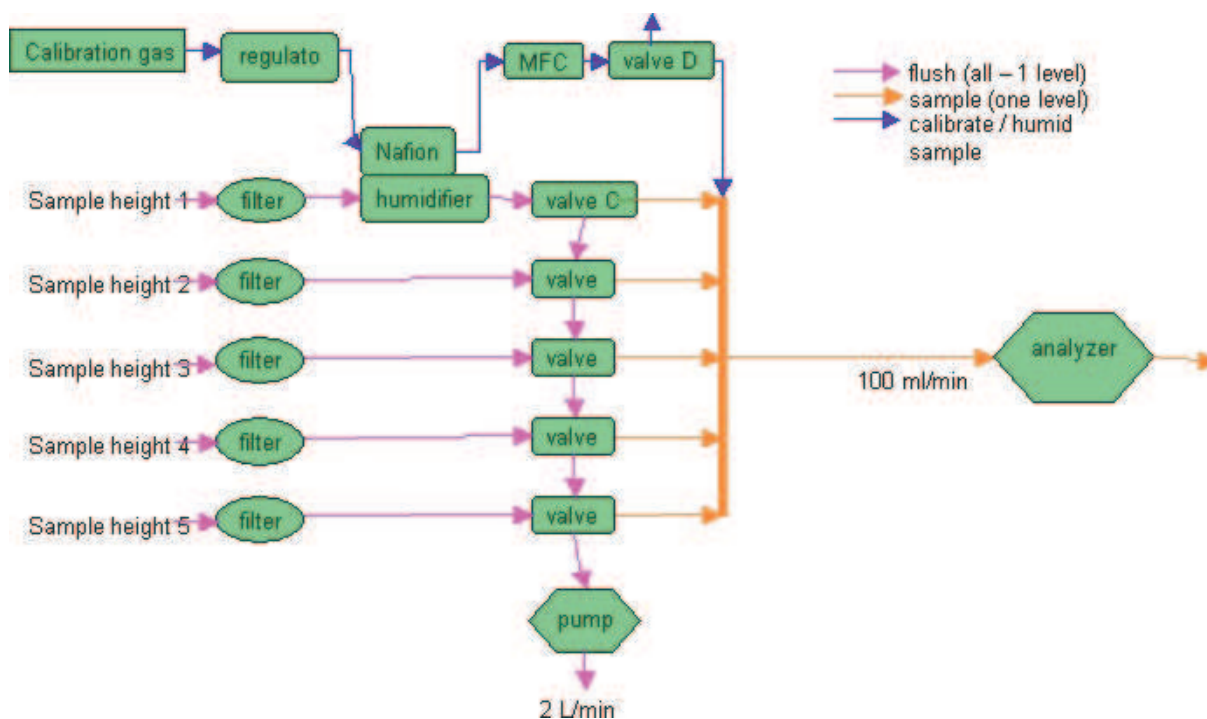 Calibration gas
regulato
MFC
valve D
flush (all – 1 level)
sample (one level)
calibrate / humid
sample
Nafion
humidifier
Sample height 1
filter
valve C
Sample height 2
filter
valve
Sample height 3
filter
valve
analyzer
100 ml/min
Sample height 4
filter
valve
Sample height 5
filter
valve
pump
2 L/min